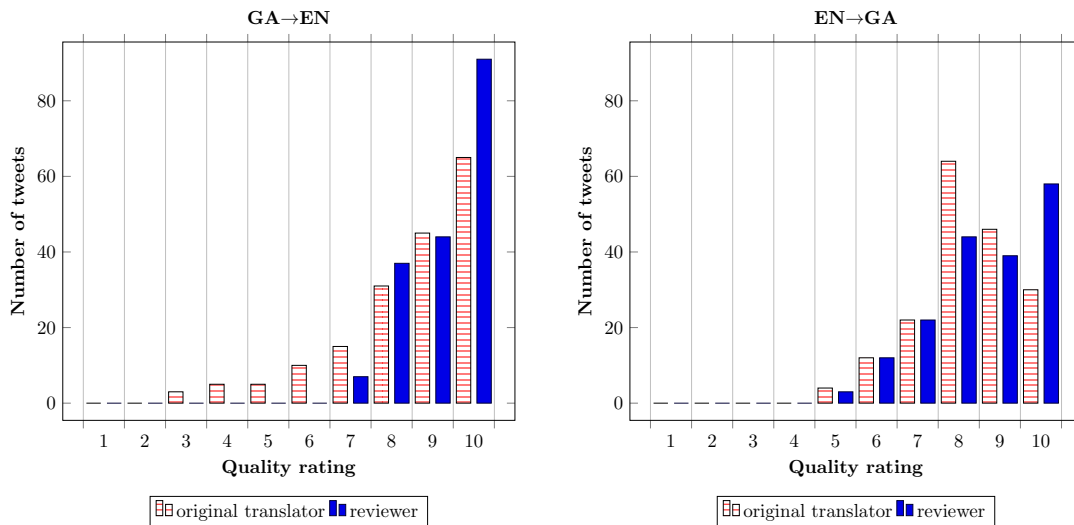 GA→EN
Number of tweets
80
60
40
20
0
1 2 3 4 5 6 7 8 9 10
Quality rating
original translator reviewer
EN→GA
Number of tweets
80
60
40
20
0
1 2 3 4 5 6 7 8 9 10
Quality rating
original translator reviewer